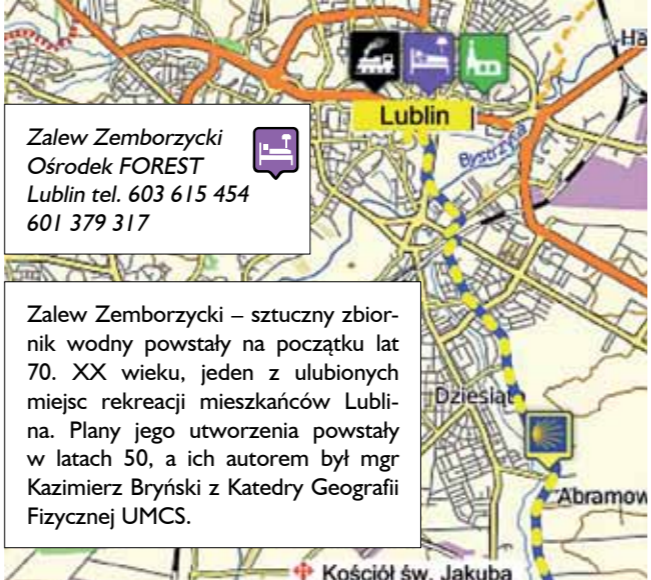 Ha
Lublin
Bystrzyca
Zalew Zemborzycki
Ośrodek FOREST
Lublin tel. 603 615 454
601 379 317
Zalew Zemborzycki – sztuczny zbior-
nik wodny powstały na początku lat
70. XX wieku, jeden z ulubionych
miejsc rekreacji mieszkańców Lubli-
na. Plany jego utworzenia powstały
w latach 50, a ich autorem był mgr
Kazimierz Bryński z Katedry Geografii
Fizycznej UMCS.
Dziesiąt
Abramow
Kościół św. Jakuba